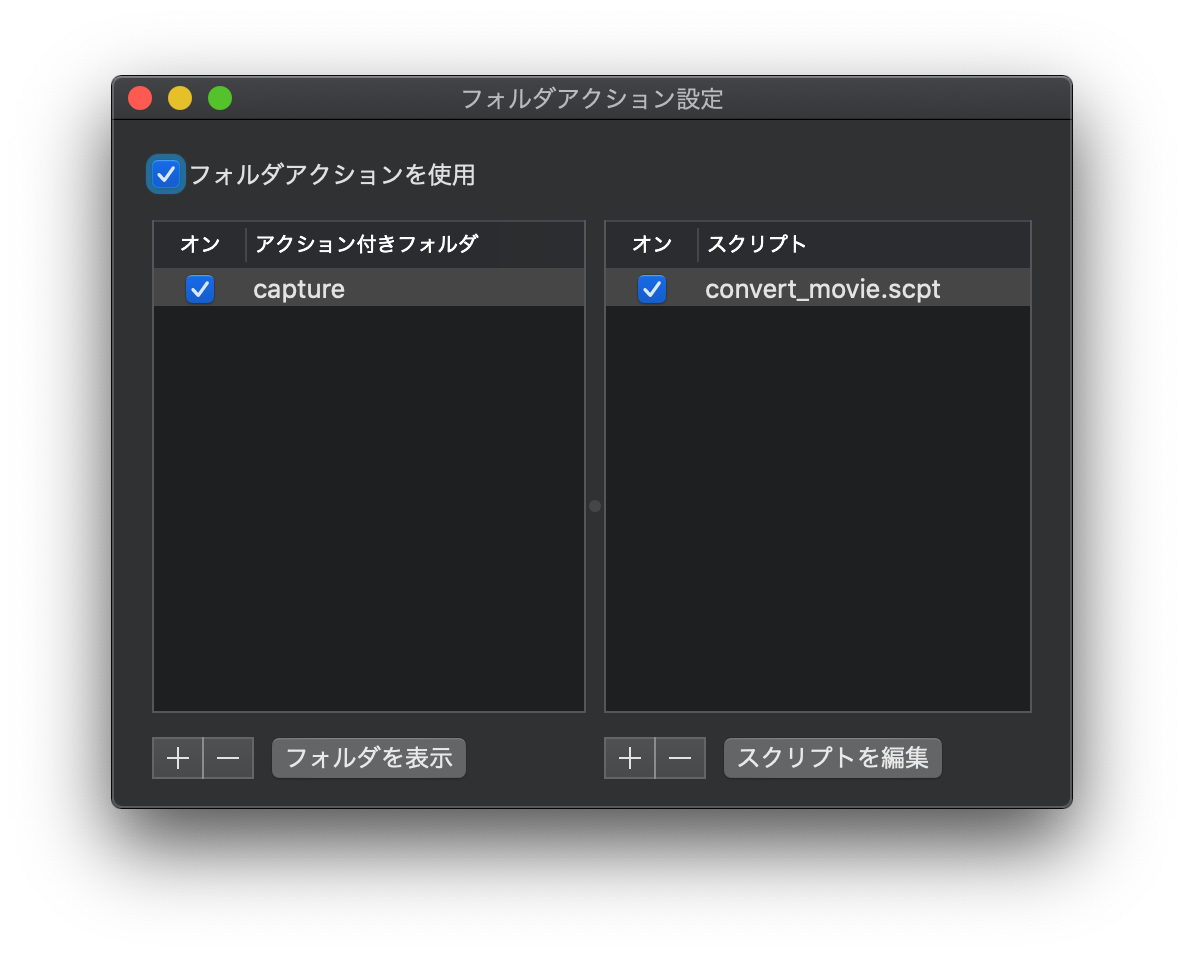 フォルダアクション設定
フォルダアクションを使用
オン アクション付きフォルダ
capture
オン スクリプト
convert_movie.scpt
フォルダを表示
スクリプトを編集